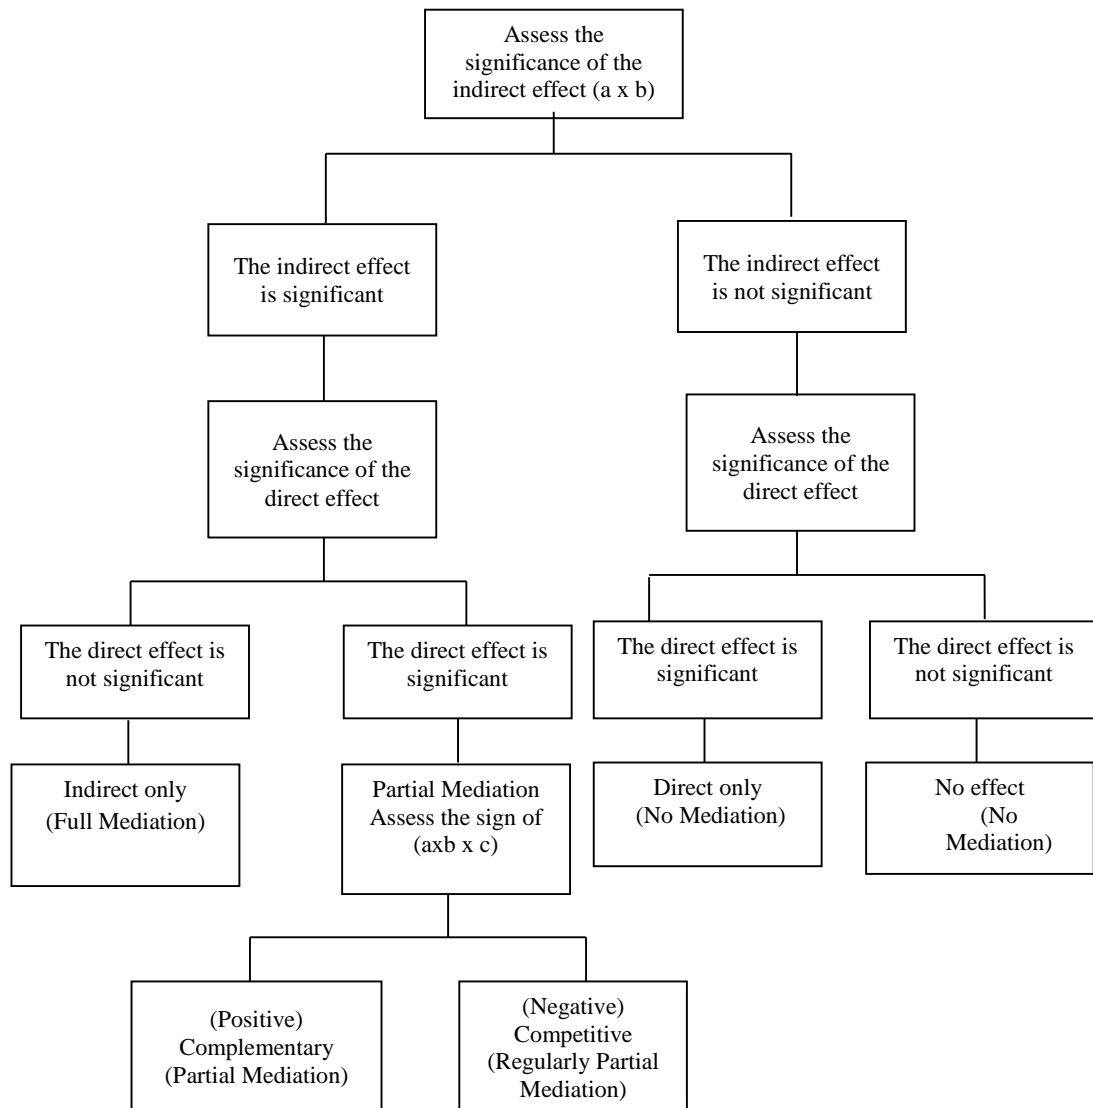 Assess the
significance of the
indirect effect (a x b)
The indirect effect
is significant
The indirect effect
is not significant
Assess the
significance of the
direct effect
Assess the
significance of the
direct effect
The direct effect is
not significant
The direct effect is
significant
The direct effect is
significant
The direct effect is
not significant
Indirect only
(Full Mediation)
Partial Mediation
Assess the sign of
(axb x c)
Direct only
(No Mediation)
No effect
(No
Mediation)
(Positive)
Complementary
(Partial Mediation)
(Negative)
Competitive
(Regularly Partial
Mediation)